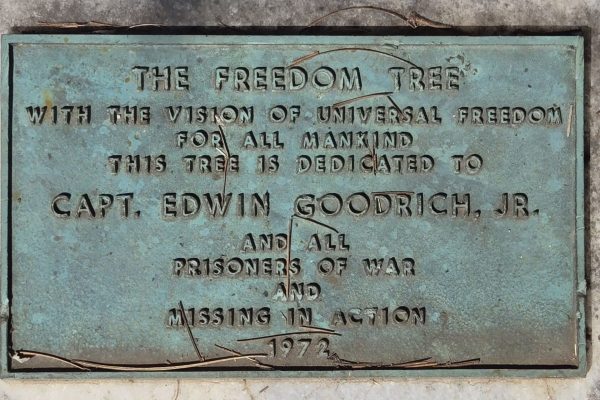 THE FREEDOM TREE
WITH THE VISION OF UNIVERSAL FREEDOM
FOR ALL MANKIND
THIS TREE IS DEDICATED TO
CAPT. EDWIN GOODRICH, JR.
AND ALL
PRISONERS OF WAR
AND
MISSING IN ACTION
1972